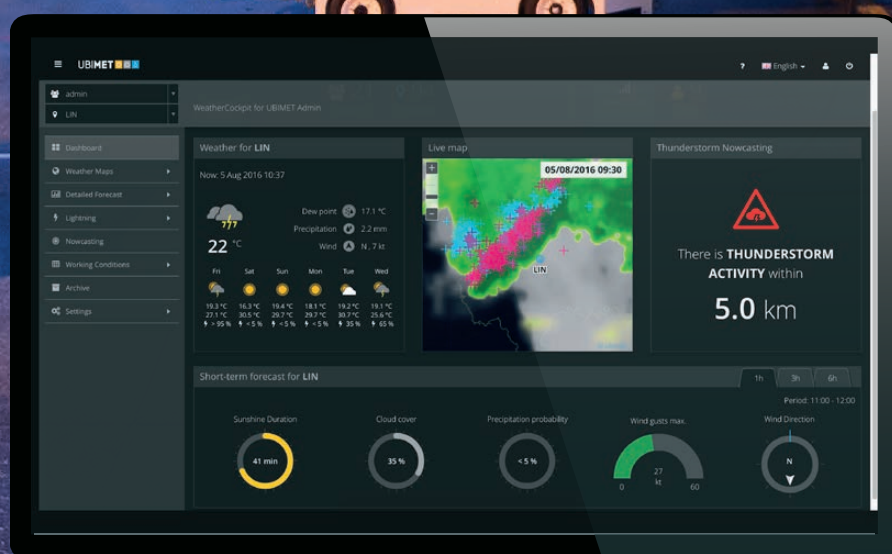 UBIMET
?
English
admin
LIN
WeatherCockpit for UBIMET Admin
Dashboard
Weather Maps
Detailed Forecast
Lightning
Nowcasting
Working Conditions
Archive
Settings
Weather for LIN
Now: 5 Aug 2016 10:37
22 °C
Dew point 17.1 °C
Precipitation 2.2 mm
Wind N , 7 kt
Fri Sat Sun Mon Tue Wed
19.3 °C 16.3 °C 19.4 °C 18.1 °C 19.2 °C 19.1 °C
27.1 °C 30.5 °C 29.7 °C 29.7 °C 30.7 °C 25.6 °C
> 95 % < 5 % < 5 % < 5 % 35 % 65 %
Live map
05/08/2016 09:30
LIN
Thunderstorm Nowcasting
There is THUNDERSTORM
ACTIVITY within
5.0 km
Short-term forecast for LIN
1h 3h 6h
Period: 11:00 - 12:00
Sunshine Duration
41 min
Cloud cover
35 %
Precipitation probability
< 5 %
Wind gusts max.
27
kt
0 60
Wind Direction
N